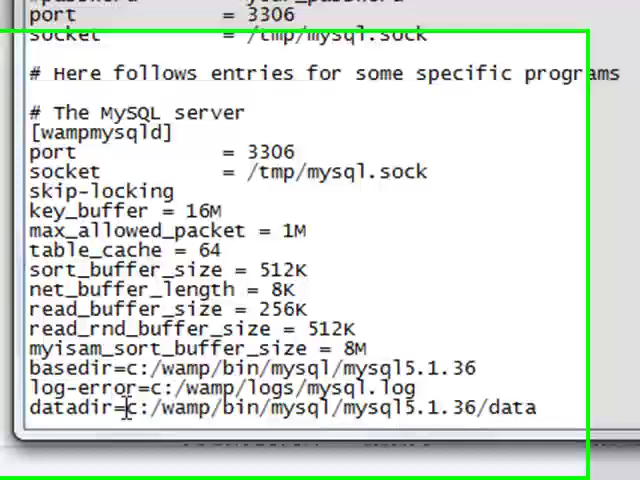 port = 3306
socket = /tmp/mysql.sock
# Here follows entries for some specific programs
# The MySQL server
[wampmysqld]
port = 3306
socket = /tmp/mysql.sock
skip-locking
key_buffer = 16M
max_allowed_packet = 1M
table_cache = 64
sort_buffer_size = 512K
net_buffer_length = 8K
read_buffer_size = 256K
read_rnd_buffer_size = 512K
myisam_sort_buffer_size = 8M
basedir=c:/wamp/bin/mysql/mysql5.1.36
log-error=c:/wamp/logs/mysql.log
datadir=c:/wamp/bin/mysql/mysql5.1.36/data